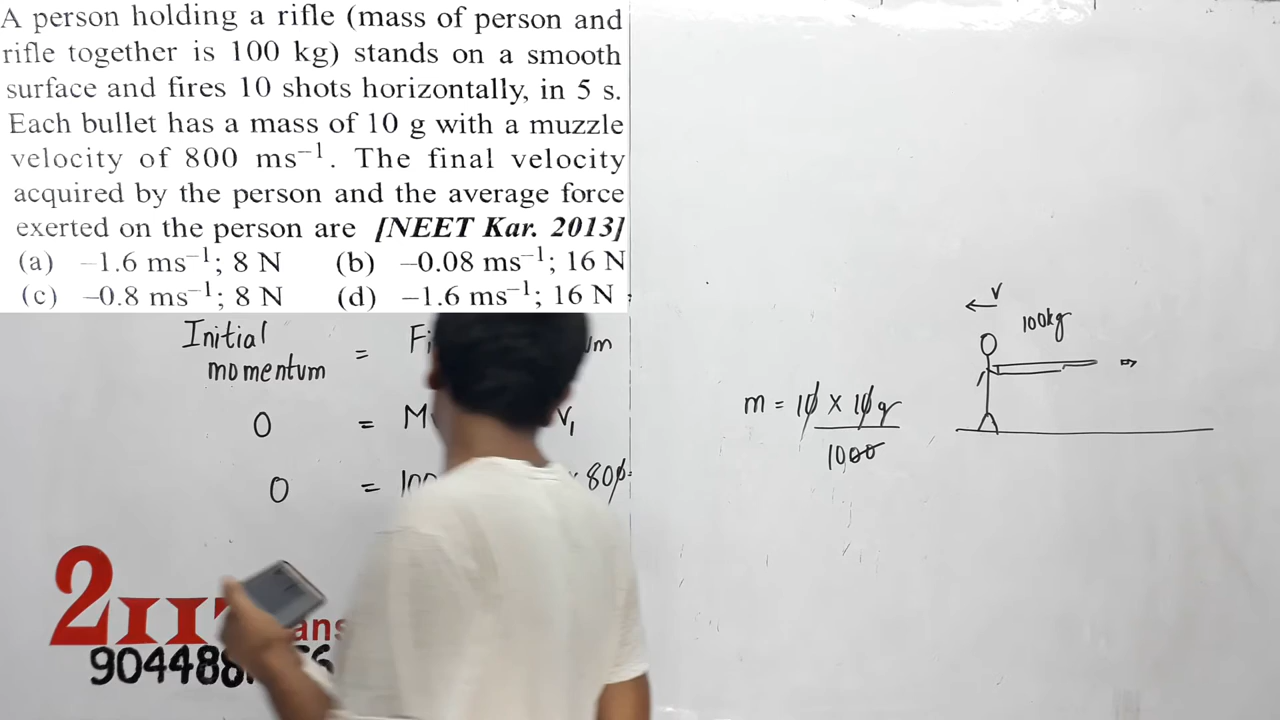 A person holding a rifle (mass of person and
rifle together is 100 kg) stands on a smooth
surface and fires 10 shots horizontally, in 5 s.
Each bullet has a mass of 10 g with a muzzle
velocity of 800 ms⁻¹. The final velocity
acquired by the person and the average force
exerted on the person are [NEET Kar. 2013]
(a) –1.6 ms⁻¹; 8 N (b) –0.08 ms⁻¹; 16 N
(c) –0.8 ms⁻¹; 8 N (d) –1.6 ms⁻¹; 16 N
Initial
momentum =
0 = V₁
0 = 800
m = 10 X 10 g
1000
V
100kg
2